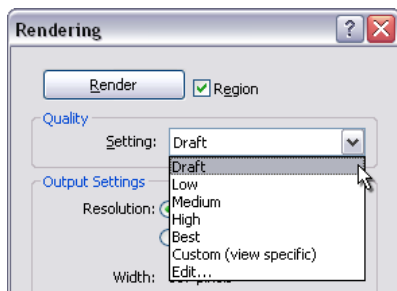 Rendering
Render
Region
Quality
Setting: Draft
Draft
Low
Output Settings
Medium
Resolution:
High
Best
Custom (view specific)
Edit...
Width: